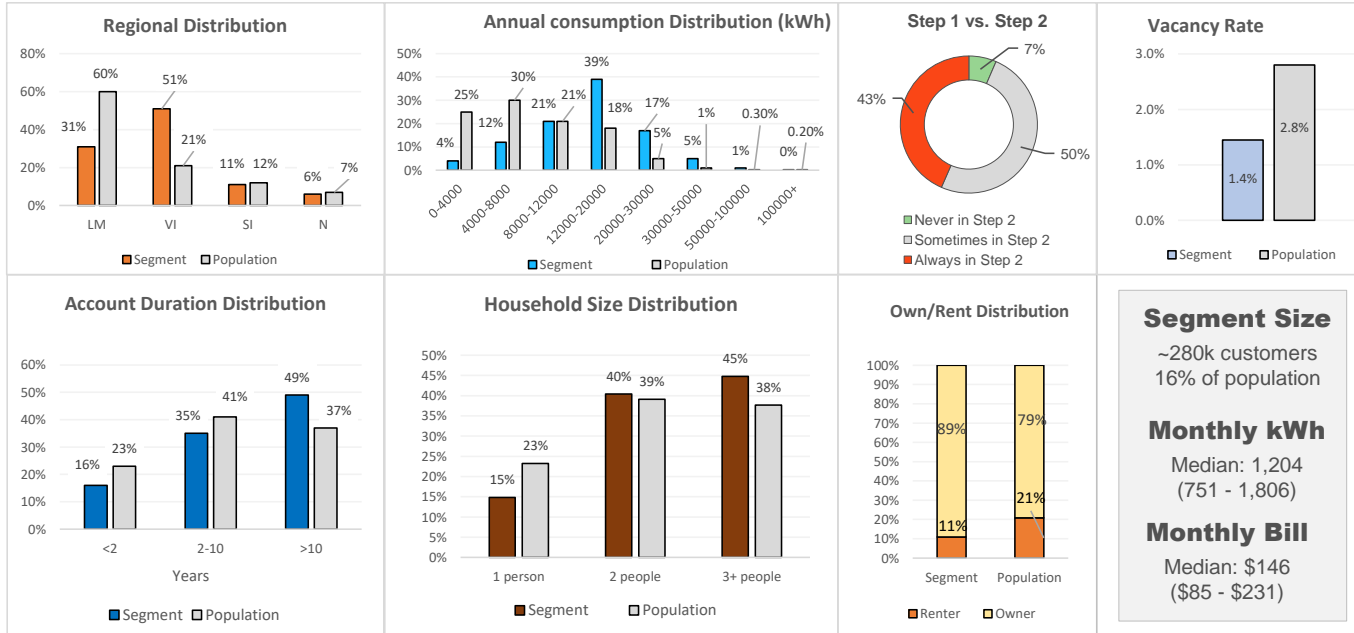 Regional Distribution
80%
60%
40%
20%
0%
31%
60%
51%
21%
11%
12%
6%
7%
LM
VI
SI
N
Segment
Population
Annual consumption Distribution (kWh)
50%
40%
30%
20%
10%
0%
4%
25%
12%
30%
21%
21%
39%
18%
17%
5%
5%
1%
1%
0.30%
0%
0.20%
0-4000
4000-8000
8000-12000
12000-20000
20000-30000
30000-50000
50000-100000
100000+
Segment
Population
Step 1 vs. Step 2
7%
43%
50%
Never in Step 2
Sometimes in Step 2
Always in Step 2
Vacancy Rate
3.0%
2.0%
1.0%
0.0%
1.4%
2.8%
Segment
Population
Account Duration Distribution
60%
50%
40%
30%
20%
10%
0%
16%
23%
35%
41%
49%
37%
<2
2-10
>10
Years
Segment
Population
Household Size Distribution
50%
45%
40%
35%
30%
25%
20%
15%
10%
5%
0%
15%
23%
40%
39%
45%
38%
1 person
2 people
3+ people
Segment
Population
Own/Rent Distribution
100%
90%
80%
70%
60%
50%
40%
30%
20%
10%
0%
89%
79%
11%
21%
Segment
Population
Renter
Owner
Segment Size
~280k customers
16% of population
Monthly kWh
Median: 1,204
(751 - 1,806)
Monthly Bill
Median: $146
($85 - $231)